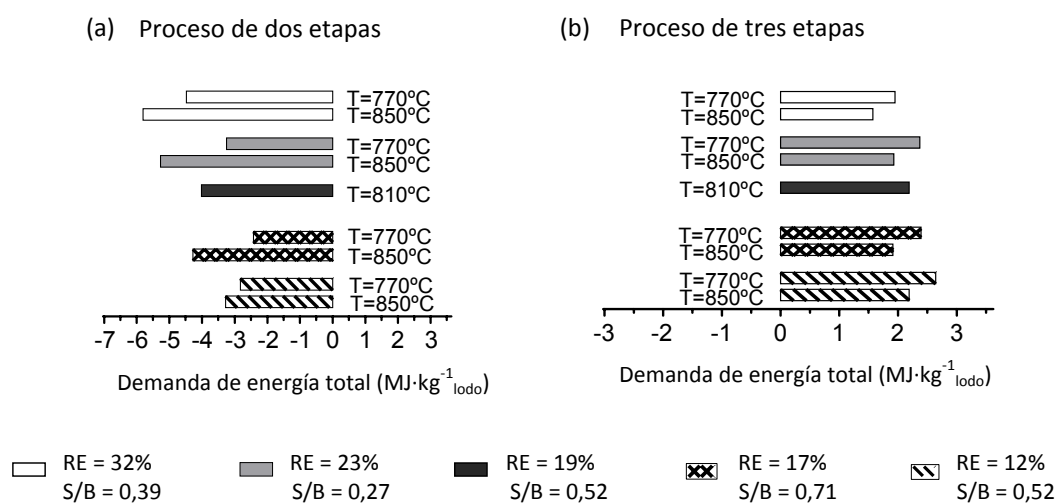 (a) Proceso de dos etapas
T=770ºC
T=850ºC
T=770ºC
T=850ºC
T=810ºC
T=770ºC
T=850ºC
T=770ºC
T=850ºC
-7 -6 -5 -4 -3 -2 -1 0 1 2 3
Demanda de energía total (MJ·kg⁻¹lodo)
(b) Proceso de tres etapas
T=770ºC
T=850ºC
T=770ºC
T=850ºC
T=810ºC
T=770ºC
T=850ºC
T=770ºC
T=850ºC
-3 -2 -1 0 1 2 3
Demanda de energía total (MJ·kg⁻¹lodo)
RE = 32%
S/B = 0,39
RE = 23%
S/B = 0,27
RE = 19%
S/B = 0,52
RE = 17%
S/B = 0,71
RE = 12%
S/B = 0,52